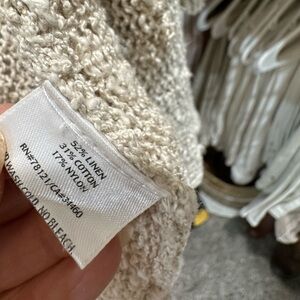 52% LINEN
31% COTTON
17% NYLON
RN#78121/CA#31460
WASH COLD, NO BLEACH